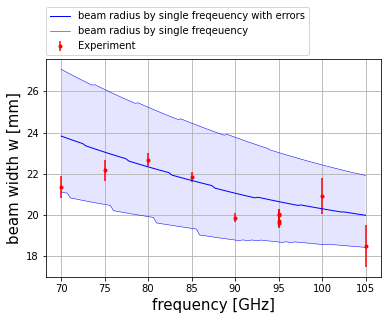 beam radius by single freqeuency with errors
beam radius by single freqeuency
Experiment
beam width w [mm]
26
24
22
20
18
70 75 80 85 90 95 100 105
frequency [GHz]